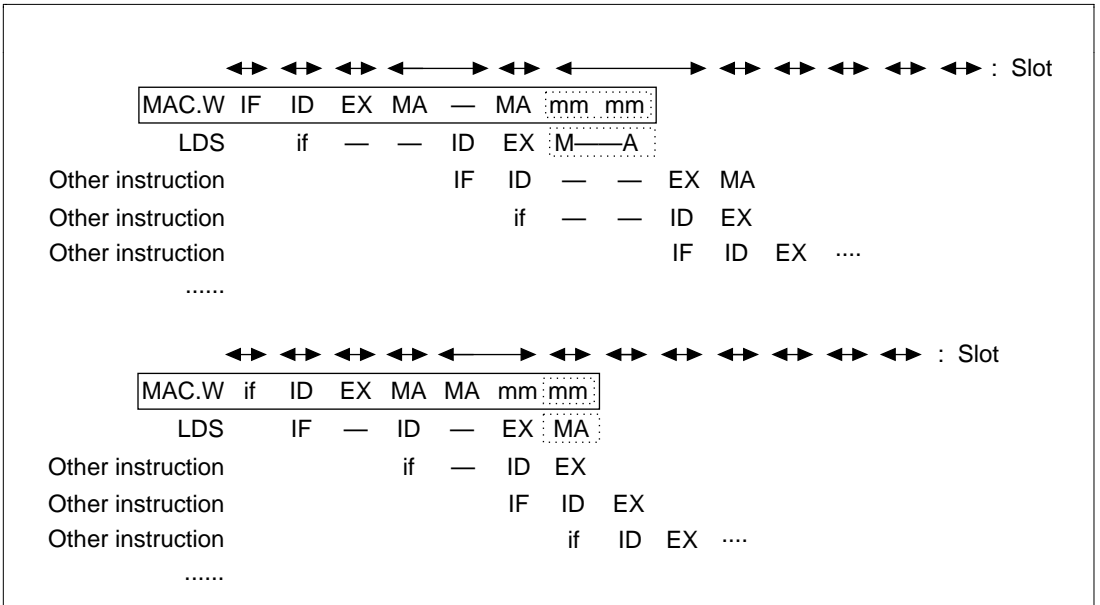 : Slot
MAC.W IF ID EX MA — MA mm mm
LDS if — — ID EX M——A
Other instruction IF ID — — EX MA
Other instruction if — — ID EX
Other instruction IF ID EX ....
......
: Slot
MAC.W if ID EX MA MA mm mm
LDS IF — ID — EX MA
Other instruction if — ID EX
Other instruction IF ID EX
Other instruction if ID EX ....
......